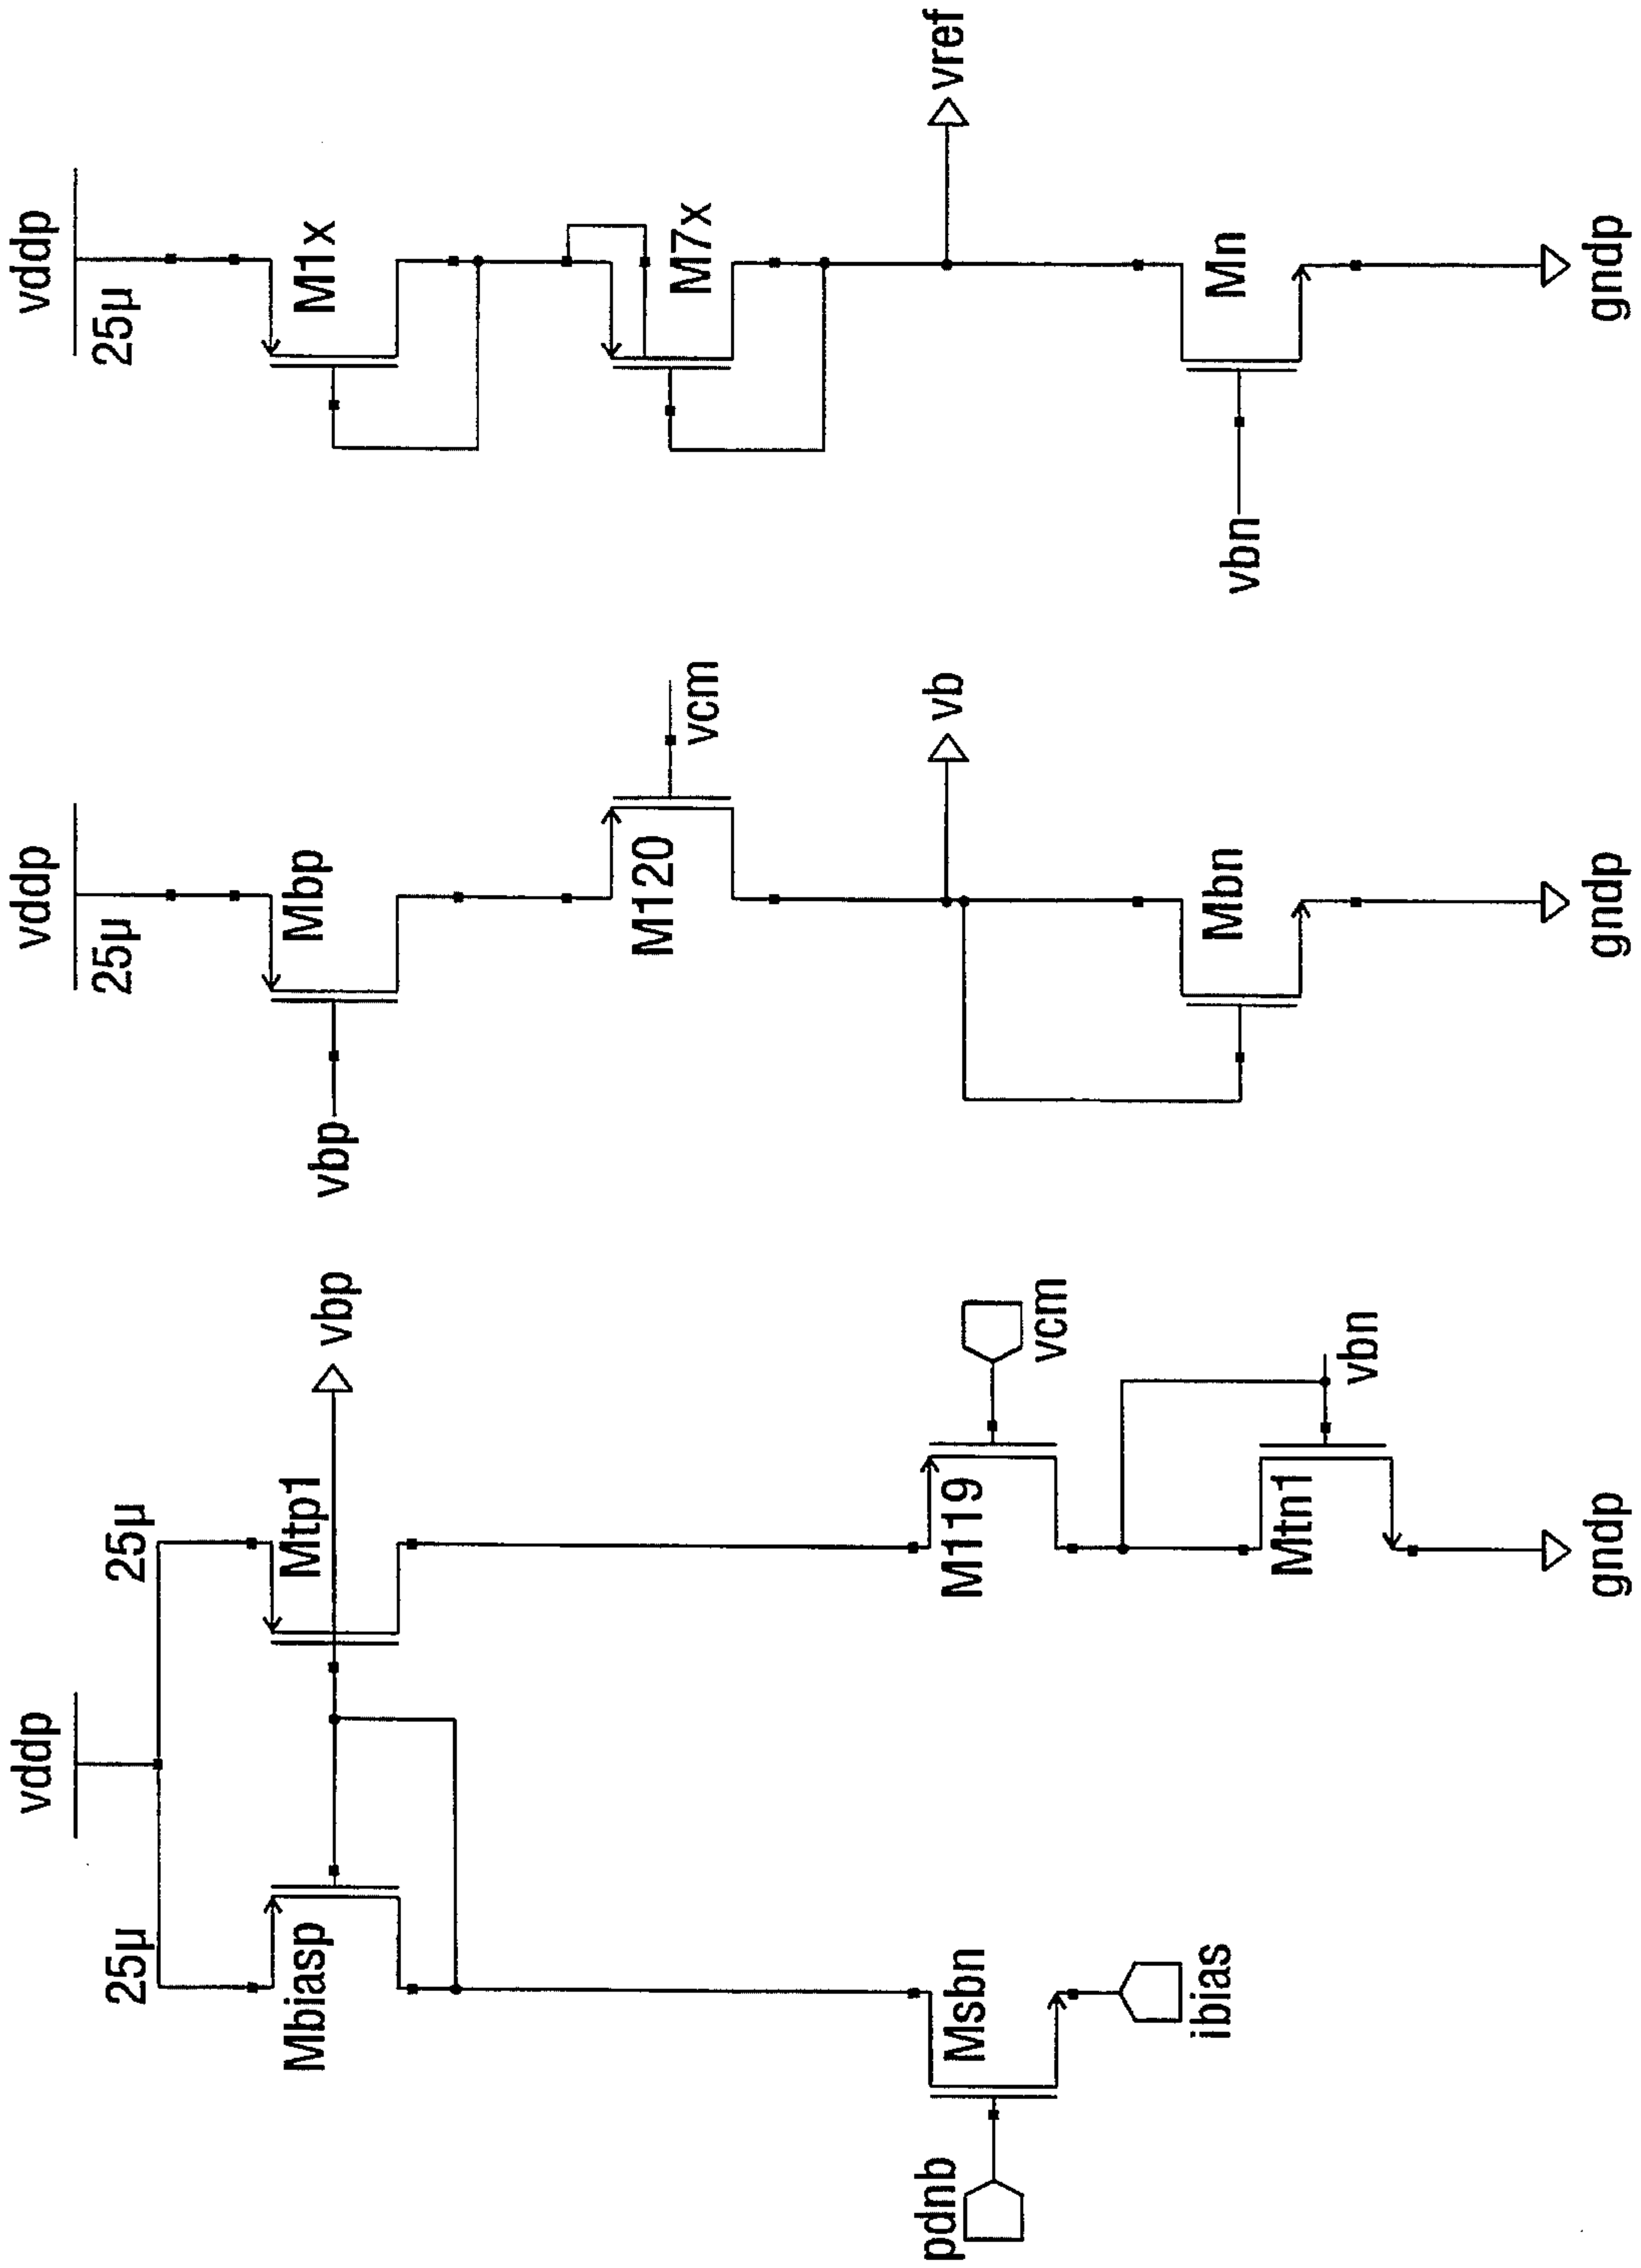 vddp
25µ
25µ
Mbiasp
Mtp1
vbp
pdnb
Msbn
ibias
M119
vcm
Mtn1
vbn
gndp
vddp
25µ
Mbp
vbp
M120
vcm
vb
Mbn
gndp
vddp
25µ
M1x
M7x
vref
Mn
vbn
gndp